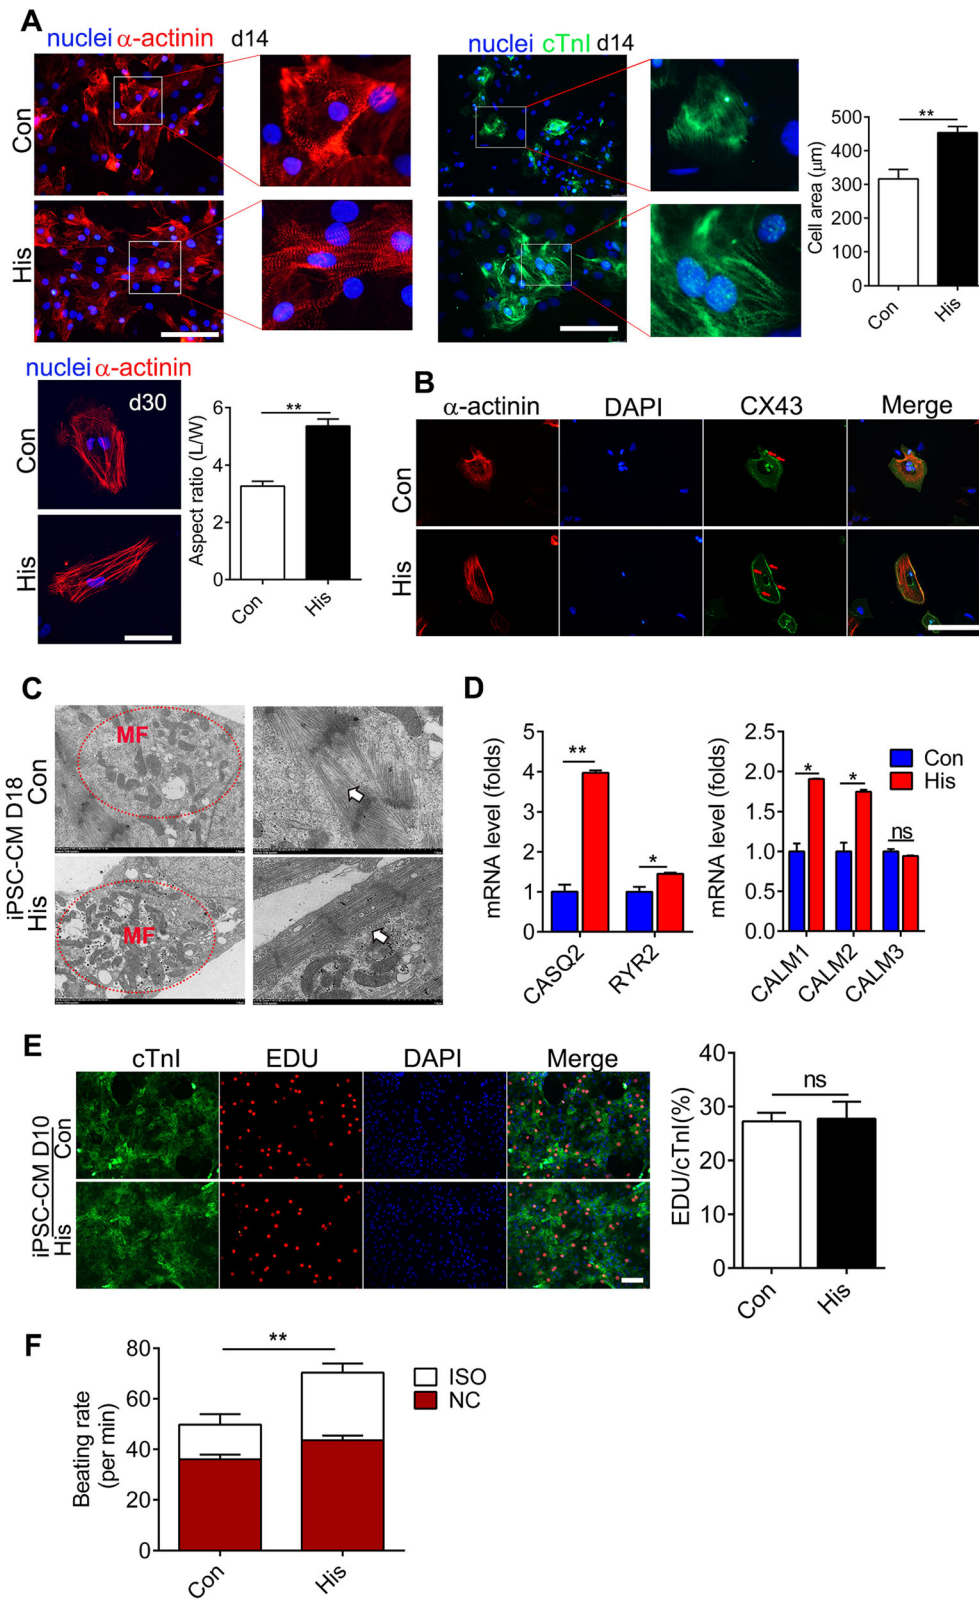 A
nuclei α-actinin d14
nuclei cTnI d14
Con
His
Cell area (μm)
500
400
300
200
100
0
**
Con
His
nuclei α-actinin
d30
Con
His
Aspect ratio (L/W)
6
4
2
0
**
Con
His
B
α-actinin
DAPI
CX43
Merge
Con
His
C
iPSC-CM D18
Con
His
MF
MF
D
mRNA level (folds)
6
4
2
1
0
**
*
CASQ2
RYR2
mRNA level (folds)
2.5
2.0
1.5
1.0
0.5
0.0
*
*
ns
CALM1
CALM2
CALM3
Con
His
E
cTnI
EDU
DAPI
Merge
iPSC-CM D10
Con
His
EDU/cTnI(%)
40
30
20
10
0
ns
Con
His
F
Beating rate
(per min)
80
60
40
20
0
**
ISO
NC
Con
His